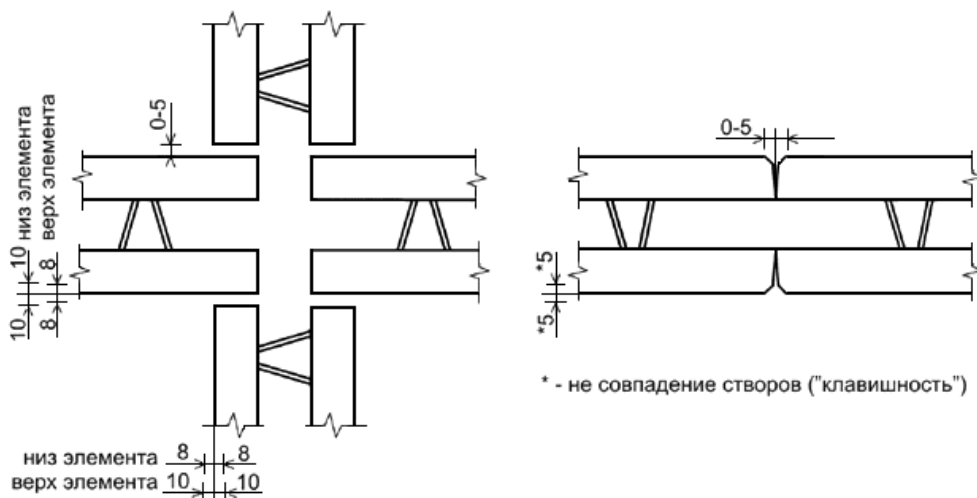 0-5
низ элемента
верх элемента
10
8
10
8
низ элемента 8 8
верх элемента 10 10
0-5
*5
*5
* - не совпадение створов ("клавишность")